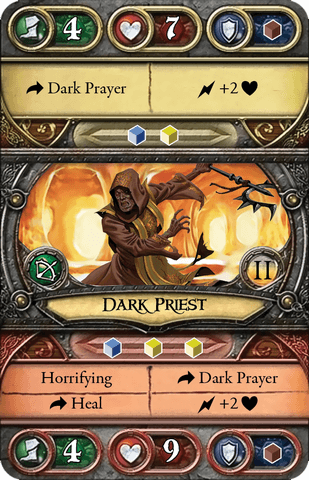 4 7
Dark Prayer +2
DARK PRIEST
II
Horrifying Dark Prayer
Heal +2
4 9